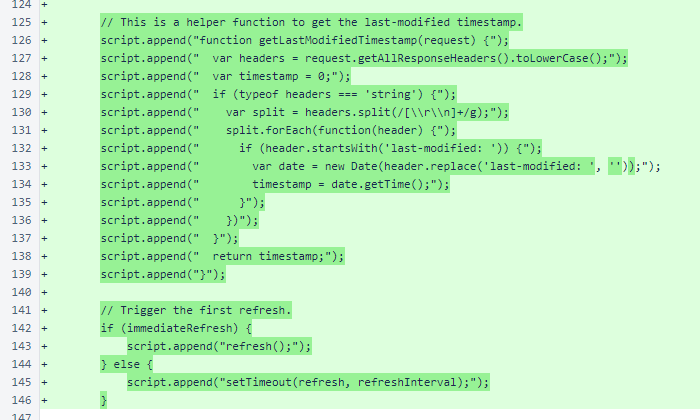 124 +
125 + // This is a helper function to get the last-modified timestamp.
126 + script.append("function getLastModifiedTimestamp(request) {");
127 + script.append("  var headers = request.getAllResponseHeaders().toLowerCase();");
128 + script.append("  var timestamp = 0;");
129 + script.append("  if (typeof headers === 'string') {");
130 + script.append("    var split = headers.split(/[\\r\\n]+/g);");
131 + script.append("    split.forEach(function(header) {");
132 + script.append("      if (header.startsWith('last-modified: ')) {");
133 + script.append("        var date = new Date(header.replace('last-modified: ', ''));");
134 + script.append("        timestamp = date.getTime();");
135 + script.append("      }");
136 + script.append("    })");
137 + script.append("  }");
138 + script.append("  return timestamp;");
139 + script.append("}");
140 +
141 + // Trigger the first refresh.
142 + if (immediateRefresh) {
143 +     script.append("refresh();");
144 + } else {
145 +     script.append("setTimeout(refresh, refreshInterval);");
146 + }
147